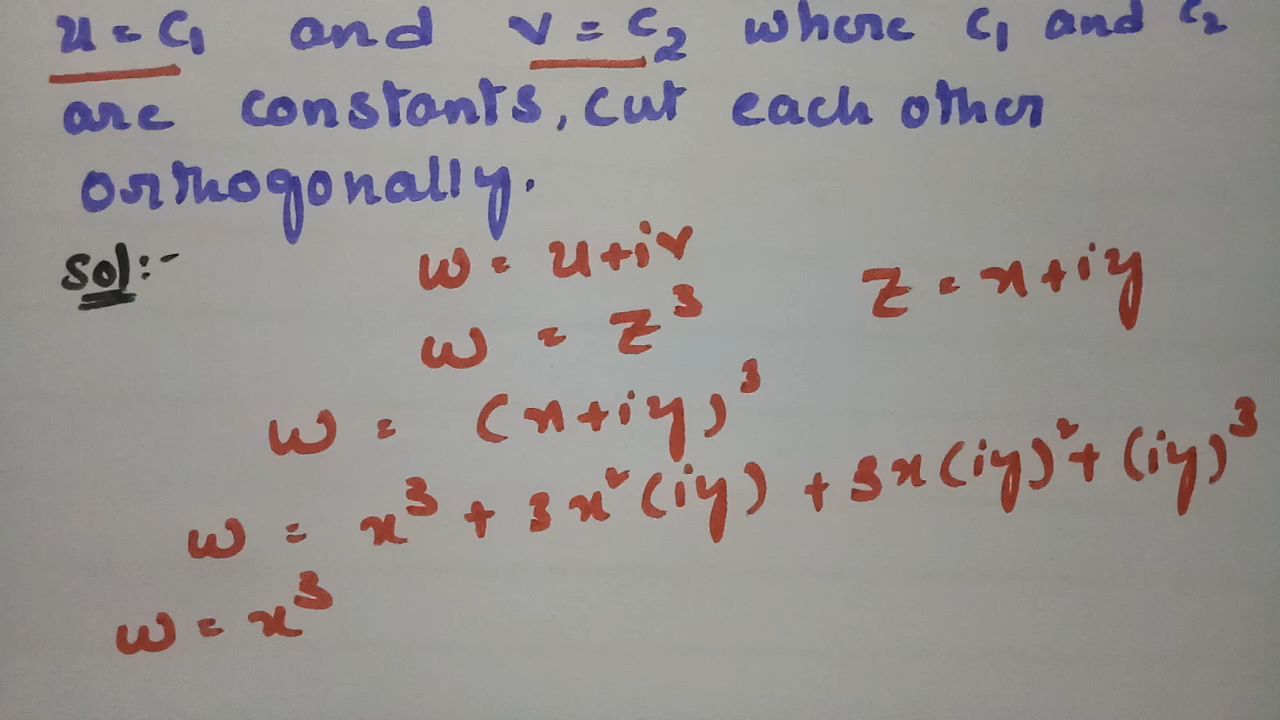 u = c₁ and v = c₂ where c₁ and c₂
are constants, cut each other
orthogonally.
Sol:- w = u+iv
w = z³ z = x+iy
w = (x+iy)³
w = x³ + 3x²(iy) + 3x(iy)² + (iy)³
w = x³